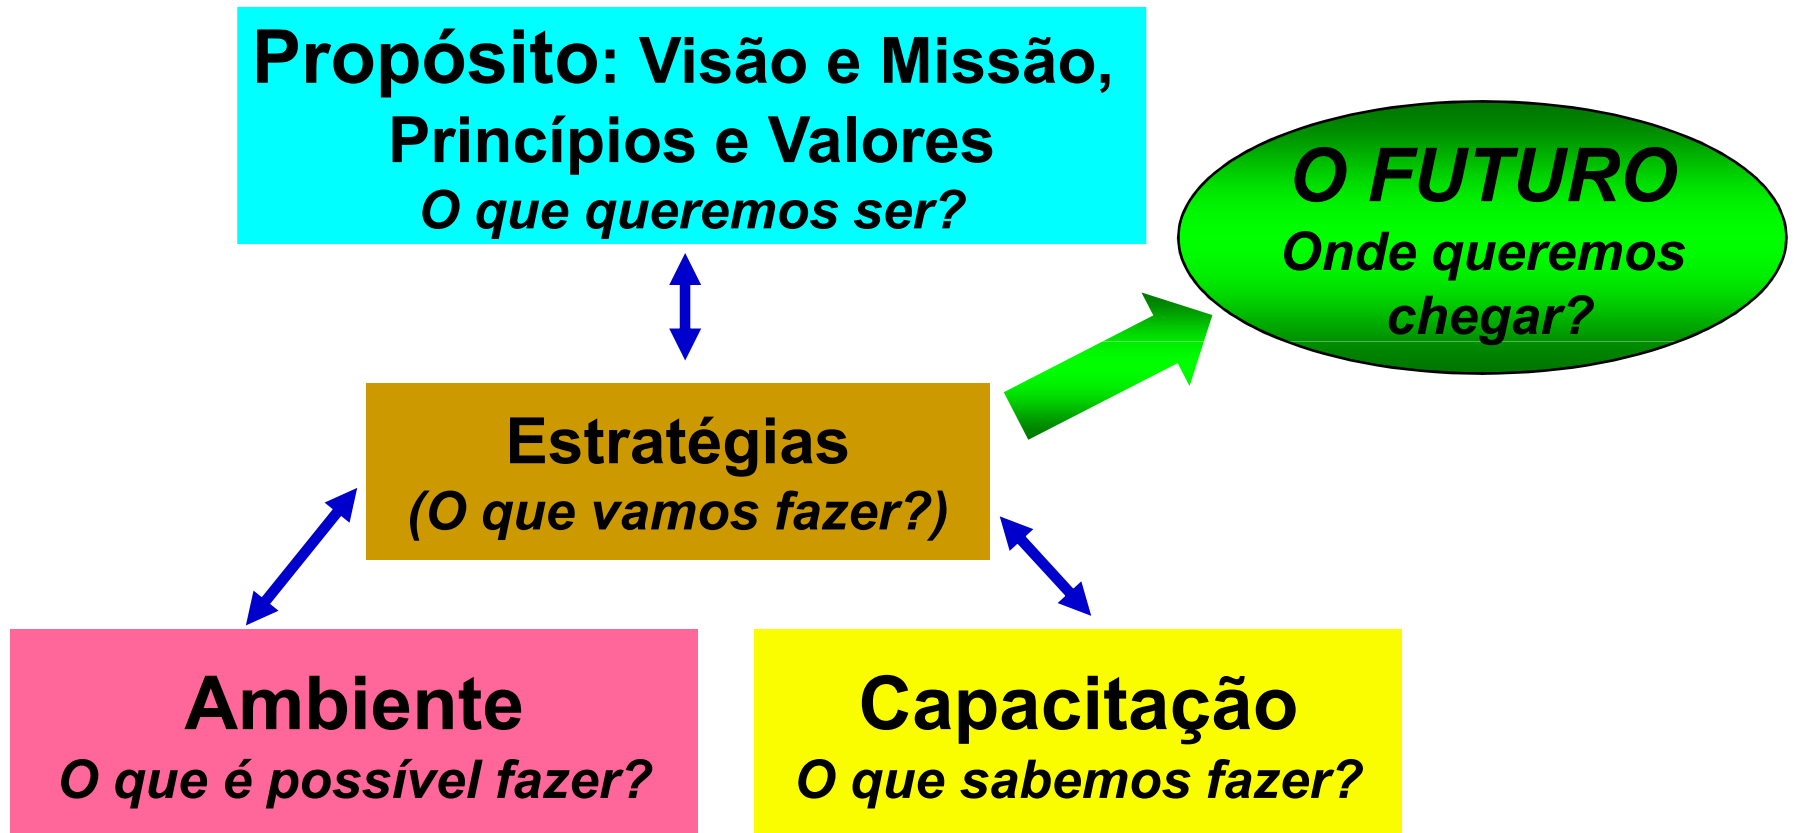 Propósito: Visão e Missão,
Princípios e Valores
O que queremos ser?
O FUTURO
Onde queremos
chegar?
Estratégias
(O que vamos fazer?)
Ambiente
O que é possível fazer?
Capacitação
O que sabemos fazer?